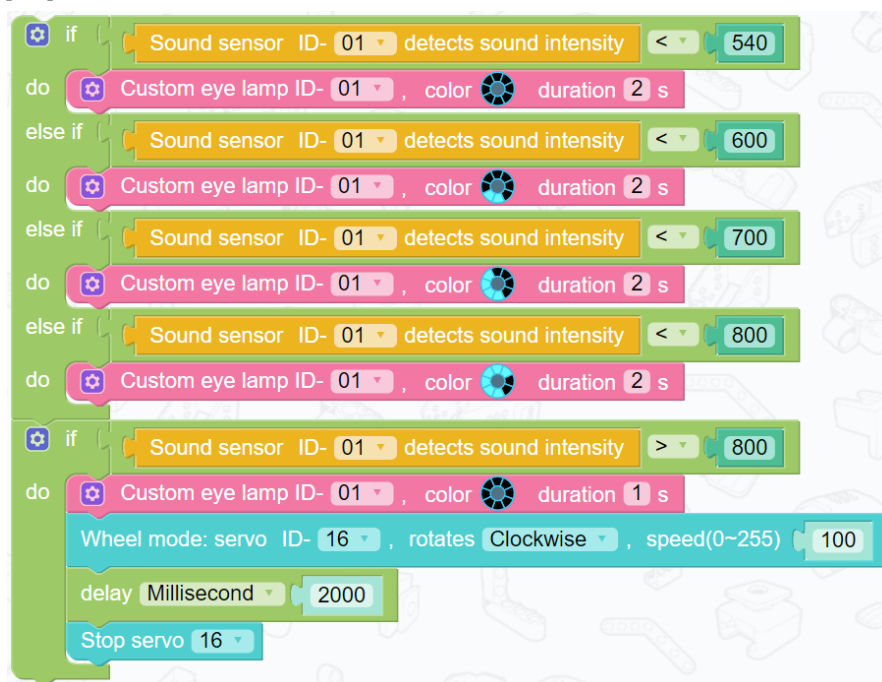 if Sound sensor ID- 01 detects sound intensity < 540
do Custom eye lamp ID- 01 , color duration 2 s
else if Sound sensor ID- 01 detects sound intensity < 600
do Custom eye lamp ID- 01 , color duration 2 s
else if Sound sensor ID- 01 detects sound intensity < 700
do Custom eye lamp ID- 01 , color duration 2 s
else if Sound sensor ID- 01 detects sound intensity < 800
do Custom eye lamp ID- 01 , color duration 2 s
if Sound sensor ID- 01 detects sound intensity > 800
do Custom eye lamp ID- 01 , color duration 1 s
Wheel mode: servo ID- 16 , rotates Clockwise , speed(0~255) 100
delay Millisecond 2000
Stop servo 16